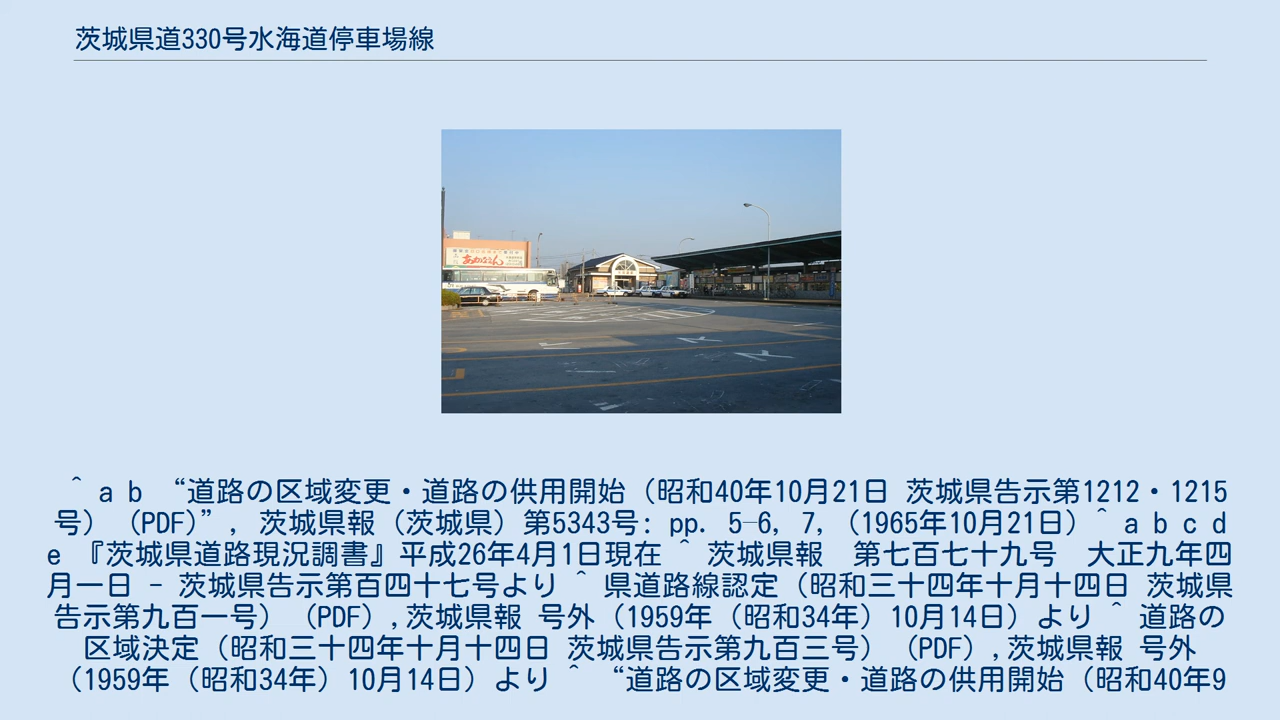 茨城県道330号水海道停車場線
あかななん
^ a b “道路の区域変更・道路の供用開始（昭和40年10月21日 茨城県告示第1212・1215
号）（PDF）”, 茨城県報（茨城県）第5343号: pp. 5–6, 7, （1965年10月21日）^ a b c d
e 『茨城県道路現況調書』平成26年4月1日現在 ^ 茨城県報　第七百七十九号　大正九年四
月一日 - 茨城県告示第百四十七号より ^ 県道路線認定（昭和三十四年十月十四日 茨城県
告示第九百一号）（PDF）,茨城県報 号外（1959年（昭和34年）10月14日）より ^ 道路の
区域決定（昭和三十四年十月十四日 茨城県告示第九百三号）（PDF）,茨城県報 号外
（1959年（昭和34年）10月14日）より ^ “道路の区域変更・道路の供用開始（昭和40年9